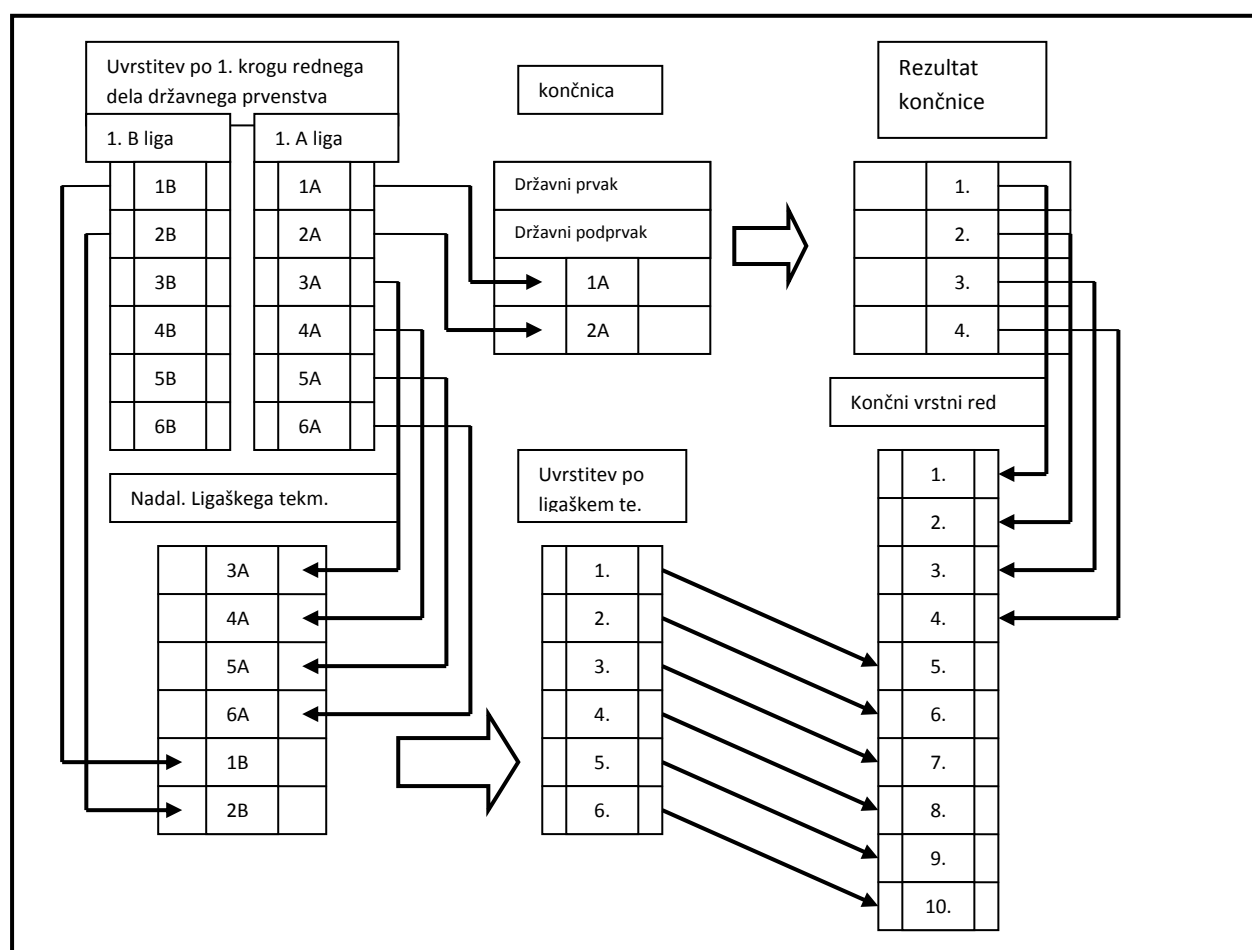 Uvrstitev po 1. krogu rednega
dela državnega prvenstva
1. B liga
1. A liga
1B
2B
3B
4B
5B
6B
1A
2A
3A
4A
5A
6A
končnica
Državni prvak
Državni podprvak
1A
2A
Rezultat
končnice
1.
2.
3.
4.
Nadal. Ligaškega tekm.
3A
4A
5A
6A
1B
2B
Uvrstitev po
ligaškem te.
1.
2.
3.
4.
5.
6.
Končni vrstni red
1.
2.
3.
4.
5.
6.
7.
8.
9.
10.